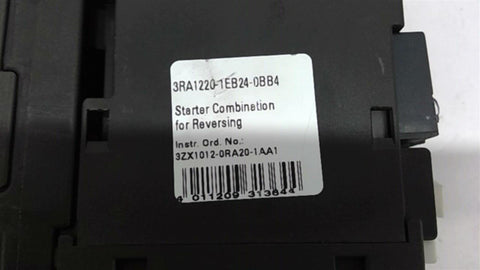 3RA1220-1EB24-0BB4
Starter Combination
for Reversing
Instr. Ord. No.:
3ZX1012-0RA20-1AA1
4 011209 313644